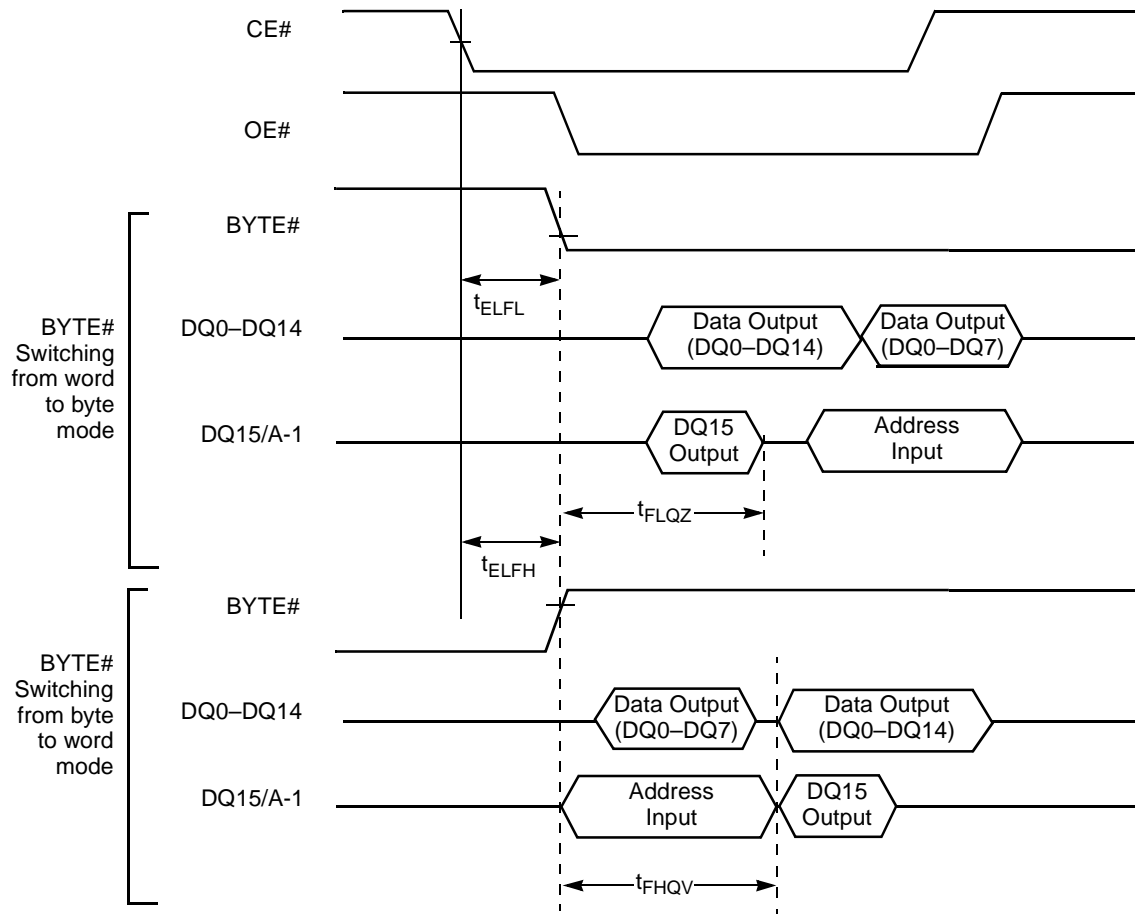 CE#
OE#
BYTE#
Switching
from word
to byte
mode
BYTE#
tELFL
DQ0–DQ14
Data Output
(DQ0–DQ14)
Data Output
(DQ0–DQ7)
DQ15/A-1
DQ15
Output
Address
Input
tFLQZ
tELFH
BYTE#
Switching
from byte
to word
mode
BYTE#
DQ0–DQ14
Data Output
(DQ0–DQ7)
Data Output
(DQ0–DQ14)
DQ15/A-1
Address
Input
DQ15
Output
tFHQV